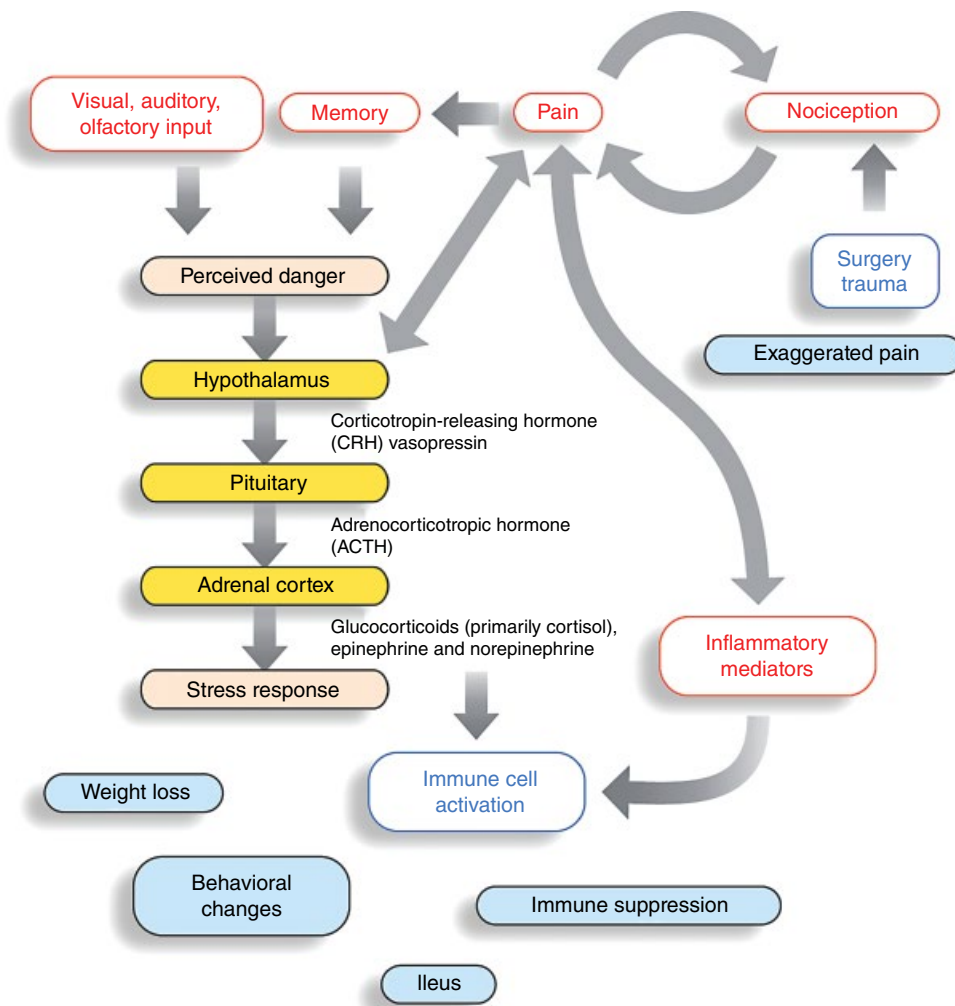 Visual, auditory,
olfactory input
Memory
Pain
Nociception
Surgery
trauma
Perceived danger
Exaggerated pain
Hypothalamus
Corticotropin-releasing hormone
(CRH) vasopressin
Pituitary
Adrenocorticotropic hormone
(ACTH)
Adrenal cortex
Glucocorticoids (primarily cortisol),
epinephrine and norepinephrine
Inflammatory
mediators
Stress response
Immune cell
activation
Weight loss
Behavioral
changes
Immune suppression
Ileus